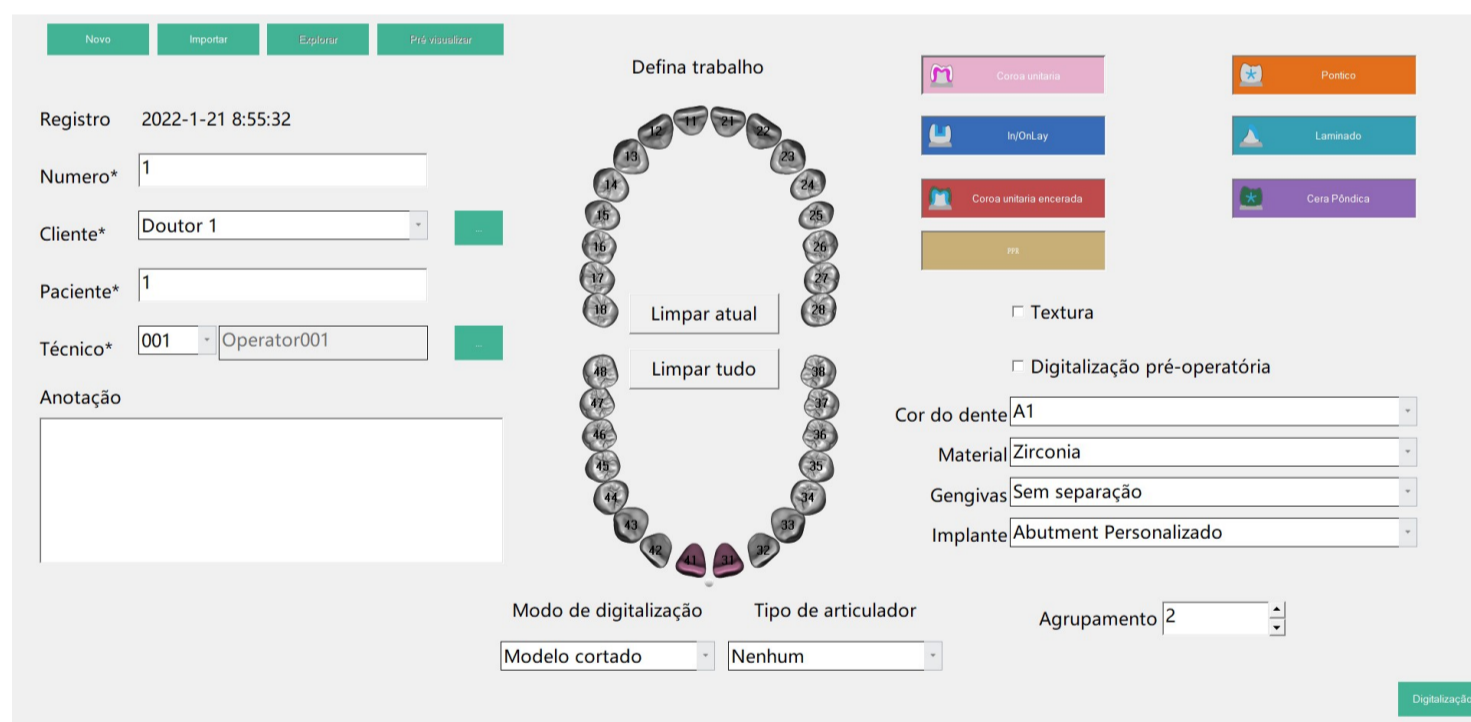 Novo
Importar
Explorar
Pré visualizar
Defina trabalho
Coroa unitaria
Pontico
Registro 2022-1-21 8:55:32
In/OnLay
Laminado
Numero* 1
Coroa unitaria encerada
Cera Pôndica
Cliente* Doutor 1 ...
PPR
Paciente* 1
Técnico* 001 Operator001 ...
Anotação
12 11 21 22
13 23
14 24
15 25
16 26
17 27
18 28
Limpar atual
Limpar tudo
48 38
47 37
46 36
45 35
44 34
43 33
42 41 31 32
Textura
Digitalização pré-operatória
Cor do dente A1
Material Zirconia
Gengivas Sem separação
Implante Abutment Personalizado
Modo de digitalização
Modelo cortado
Tipo de articulador
Nenhum
Agrupamento 2
Digitalização